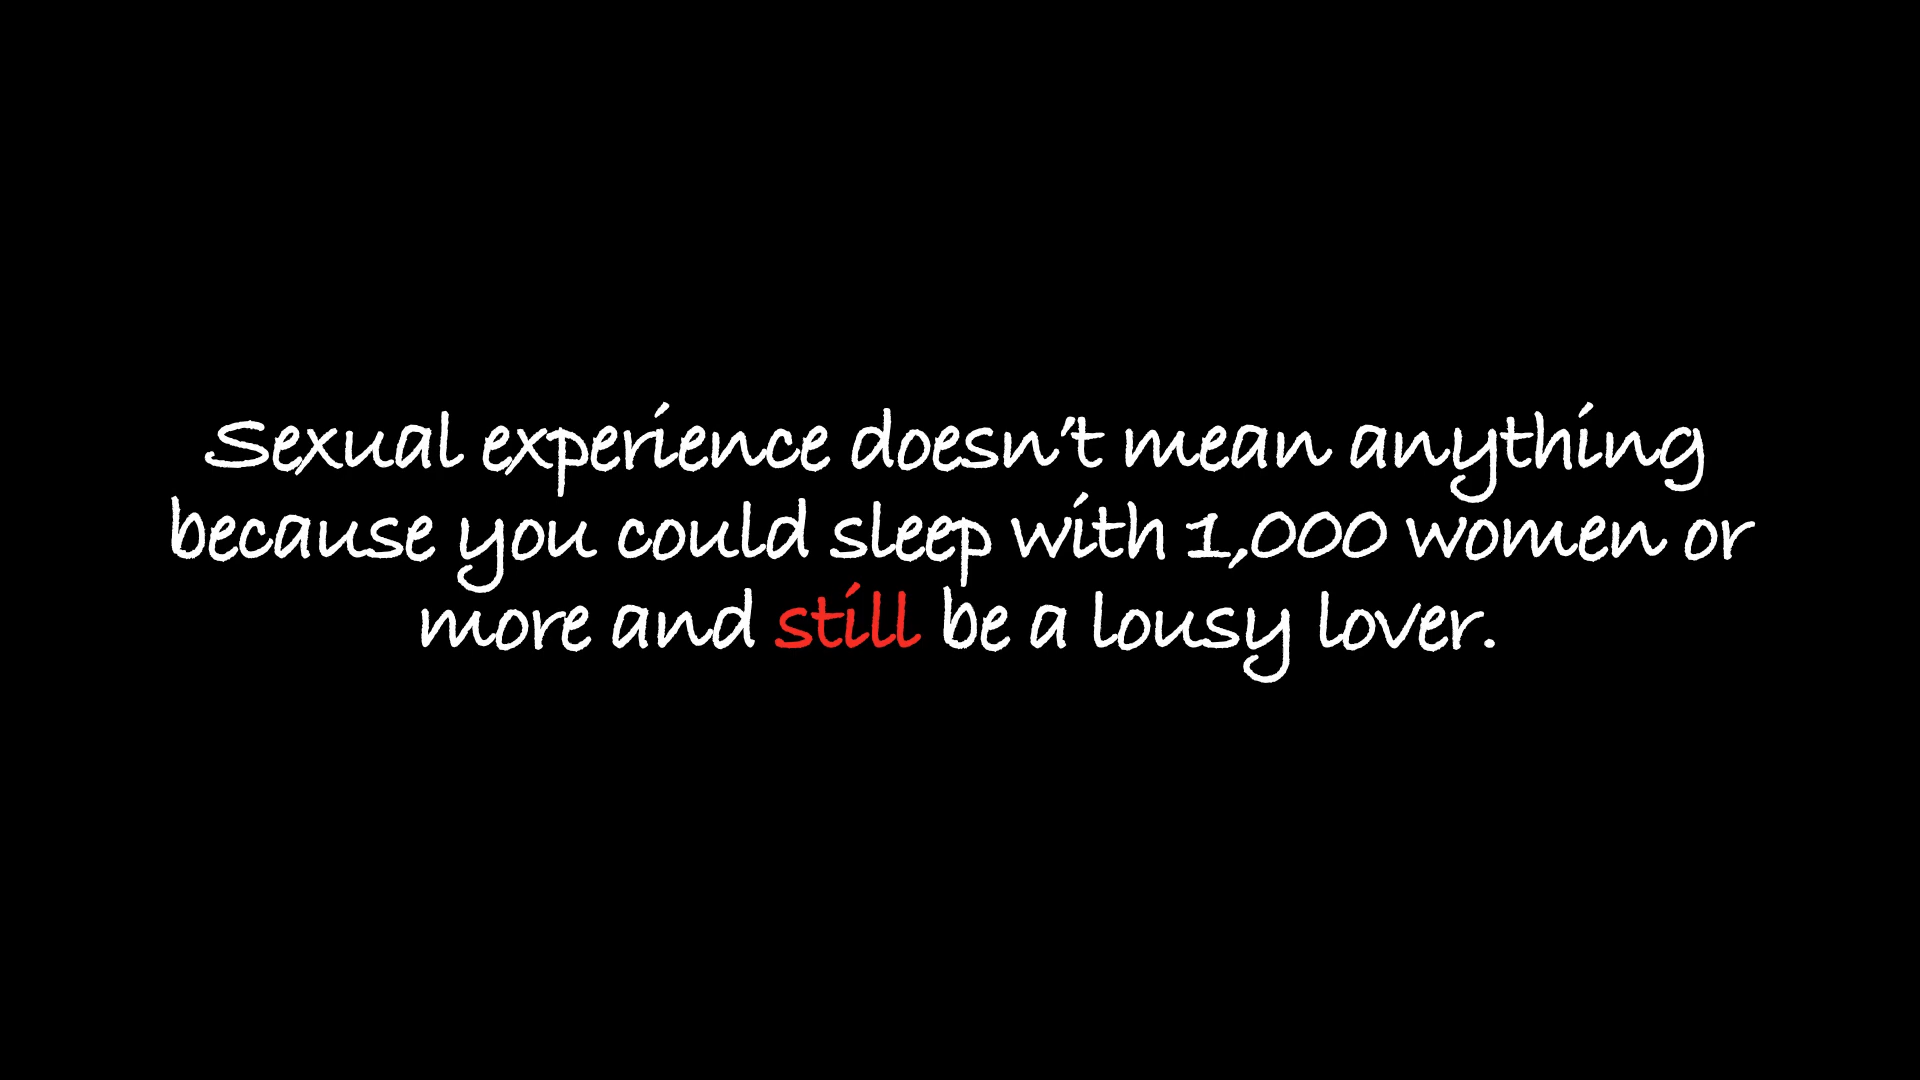 Sexual experience doesn't mean anything
because you could sleep with 1,000 women or
more and still be a lousy lover.